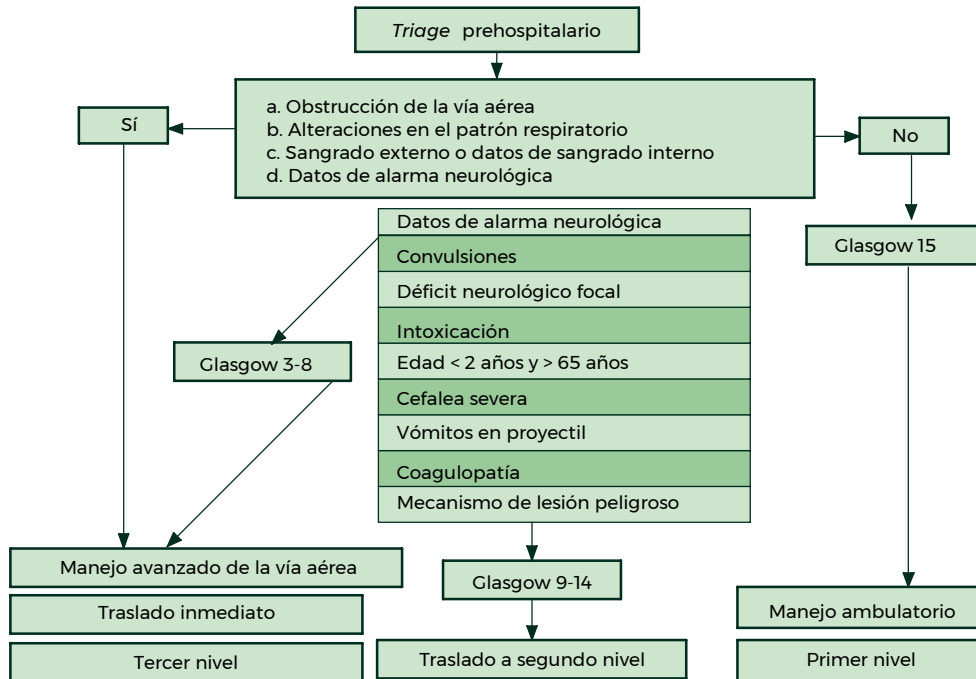 Triage prehospitalario
a. Obstrucción de la vía aérea
b. Alteraciones en el patrón respiratorio
c. Sangrado externo o datos de sangrado interno
d. Datos de alarma neurológica
Sí
No
Datos de alarma neurológica
Convulsiones
Déficit neurológico focal
Intoxicación
Edad < 2 años y > 65 años
Cefalea severa
Vómitos en proyectil
Coagulopatía
Mecanismo de lesión peligroso
Glasgow 15
Glasgow 3-8
Manejo avanzado de la vía aérea
Traslado inmediato
Tercer nivel
Glasgow 9-14
Traslado a segundo nivel
Manejo ambulatorio
Primer nivel